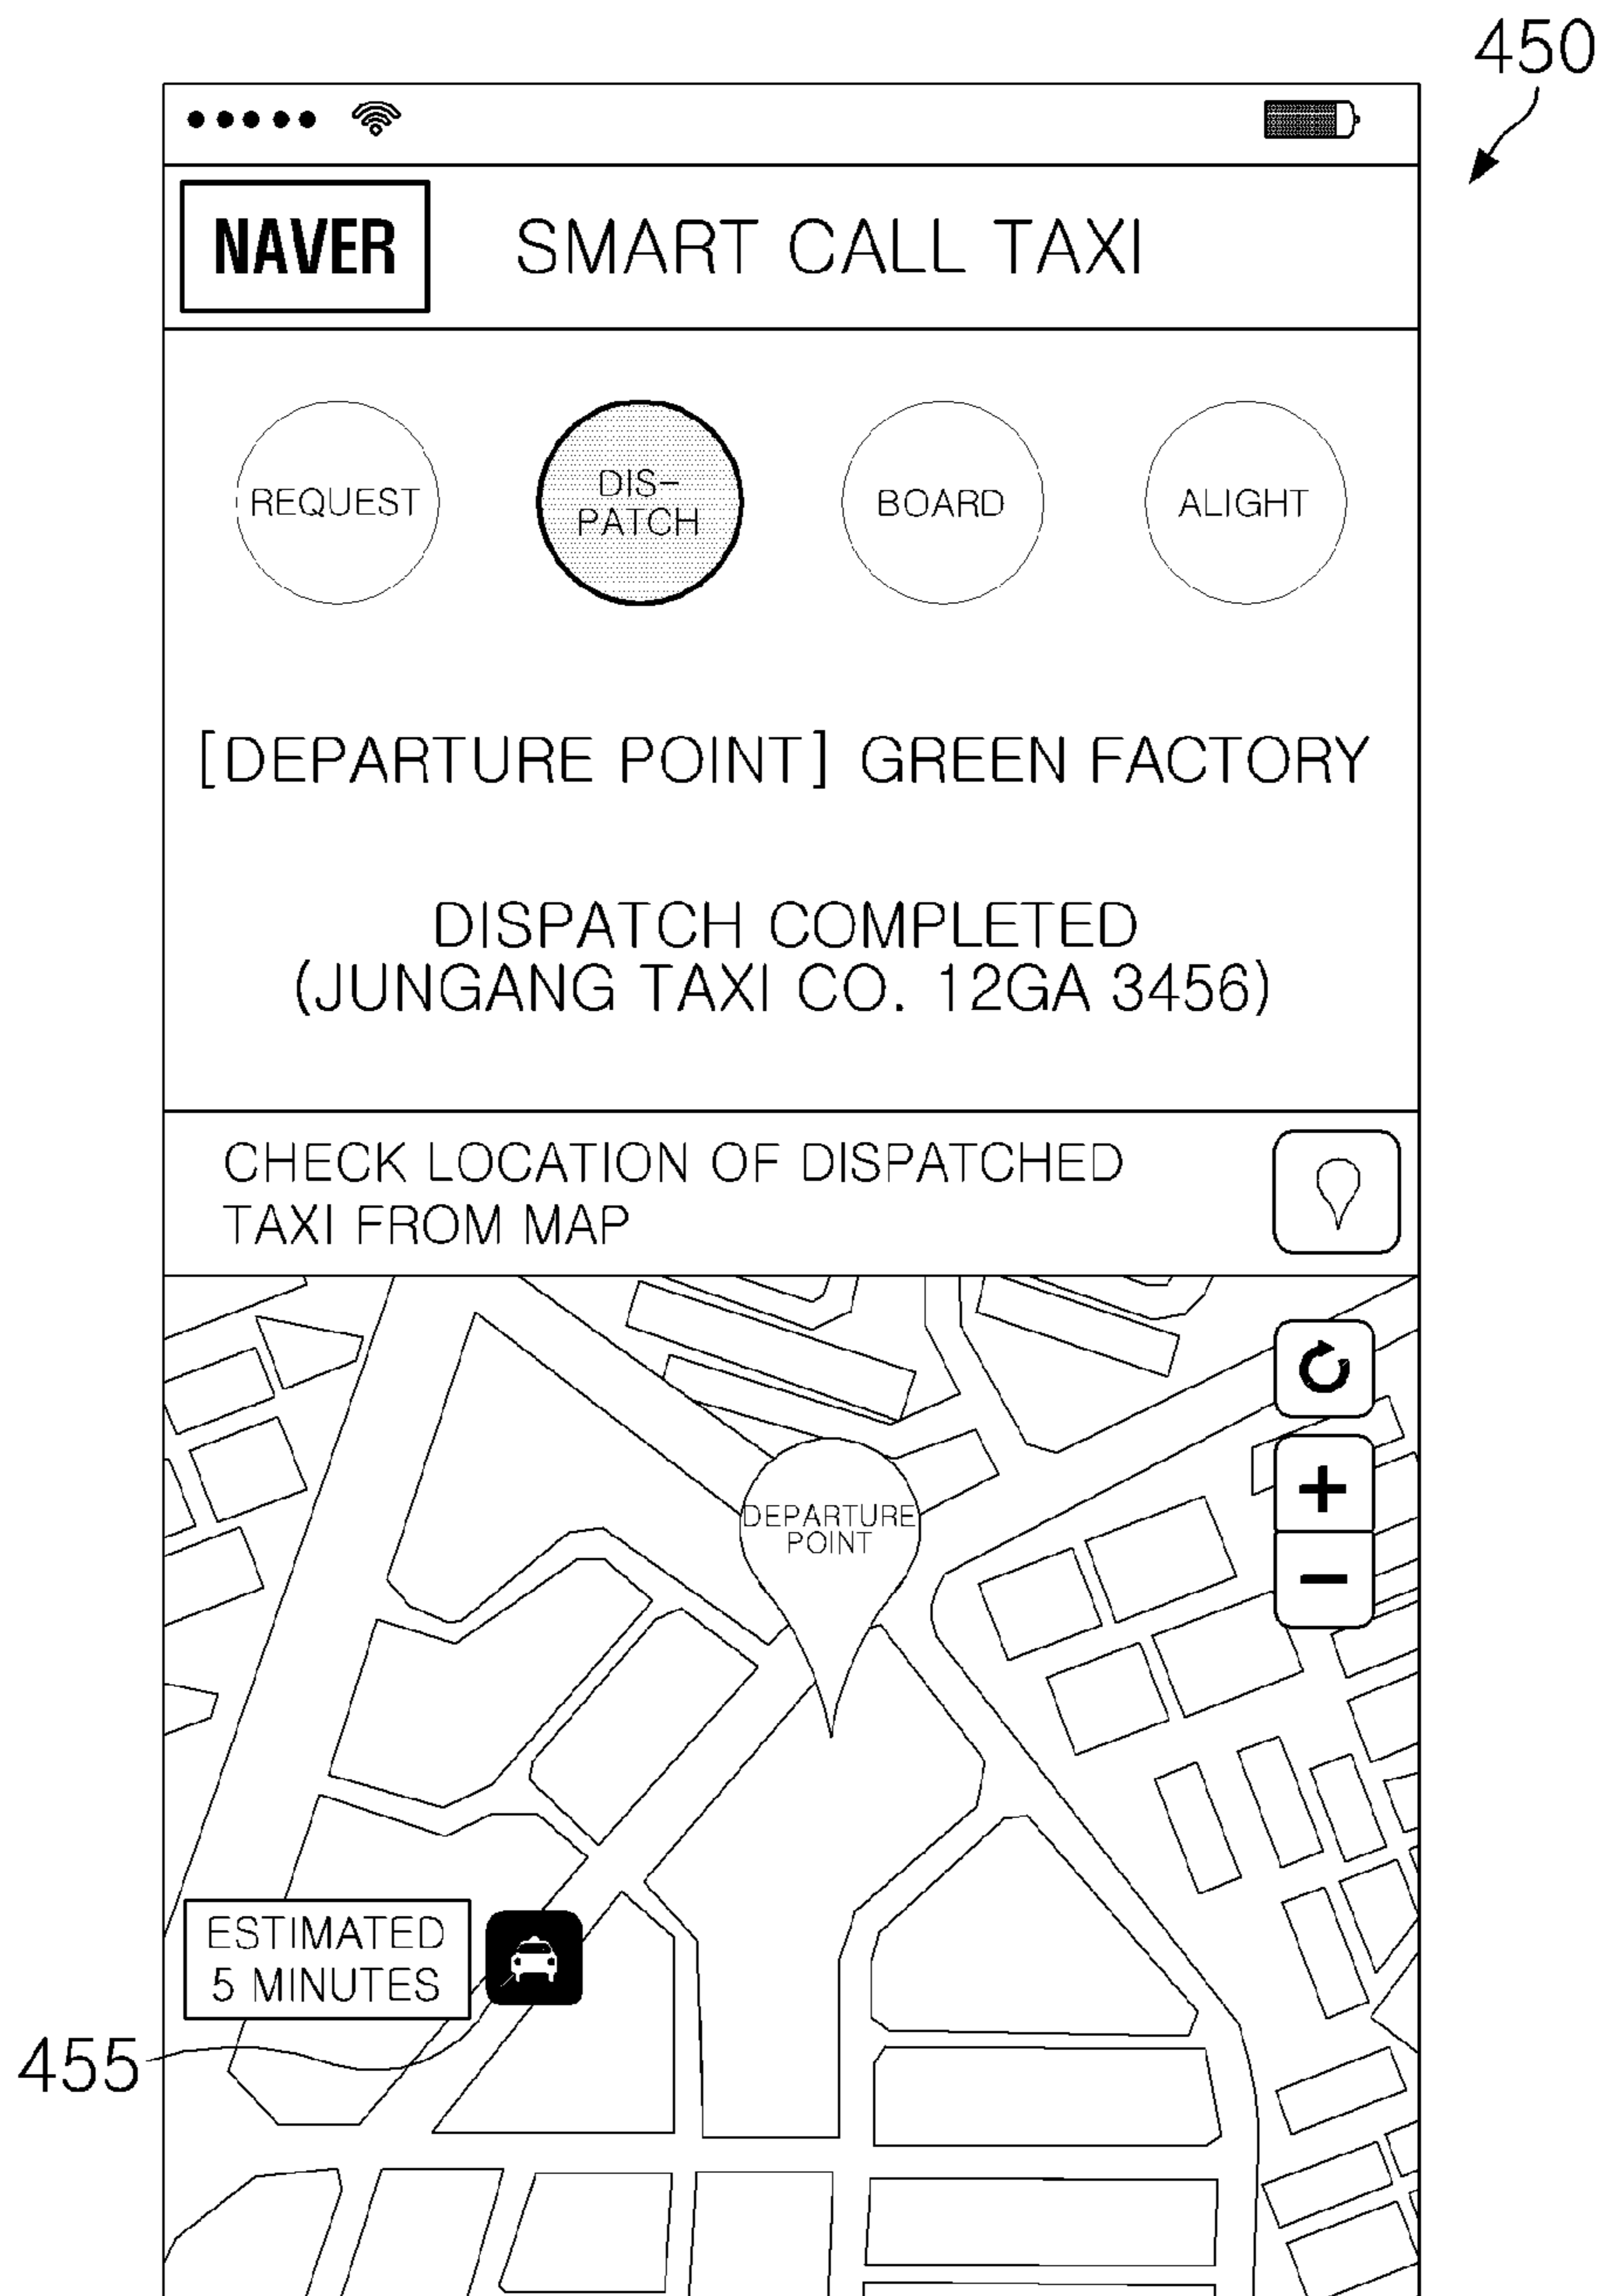 450
NAVER SMART CALL TAXI
REQUEST
DIS-
PATCH
BOARD
ALIGHT
[DEPARTURE POINT] GREEN FACTORY
DISPATCH COMPLETED
(JUNGANG TAXI CO. 12GA 3456)
CHECK LOCATION OF DISPATCHED
TAXI FROM MAP
DEPARTURE
POINT
+
−
ESTIMATED
5 MINUTES
455